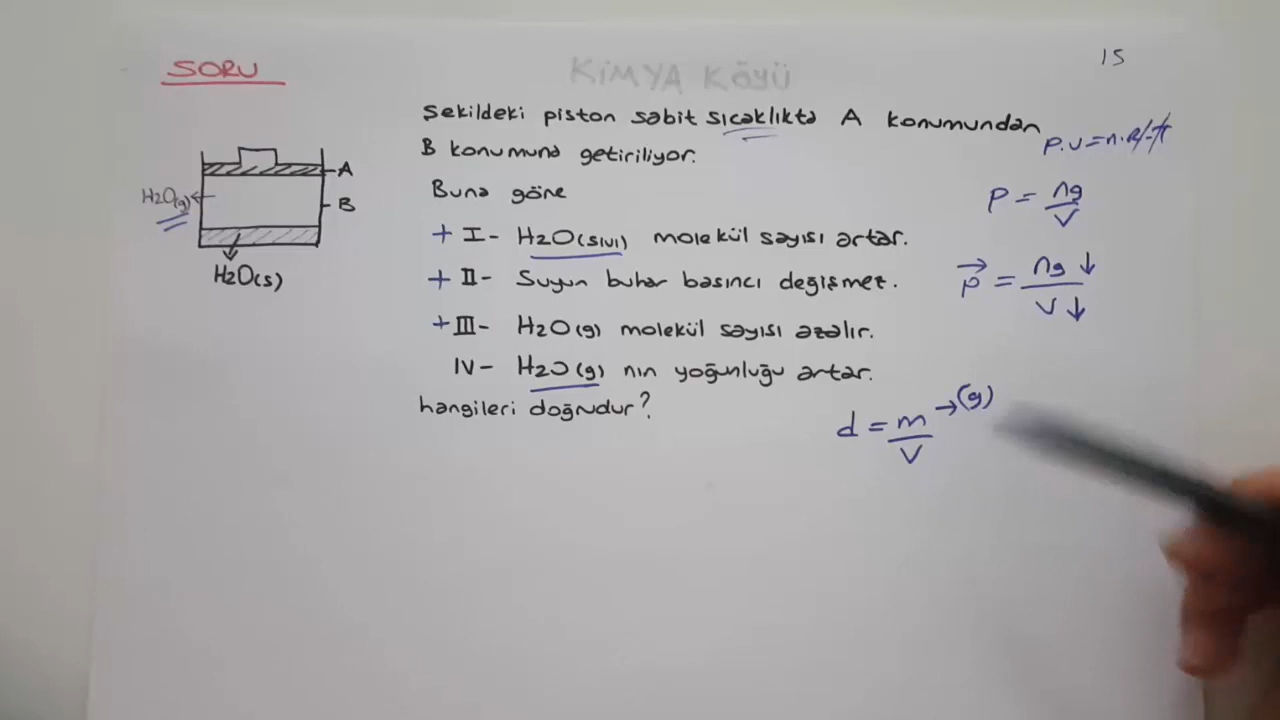 SORU
KİMYA KÖYÜ
15
Şekildeki piston sabit sıcaklıkta A konumundan
B konumuna getiriliyor.
P.V=n.R.T
Buna göre
P = ng
V
+ I- H2O(sıvı) molekül sayısı artar.
+ II- Suyun buhar basıncı değişmez.
P = ng ↓
V ↓
+ III- H2O(g) molekül sayısı azalır.
IV- H2O(g) nın yoğunluğu artar.
hangileri doğrudur?
d = m → (g)
V
A
H2O(g)
B
H2O(s)